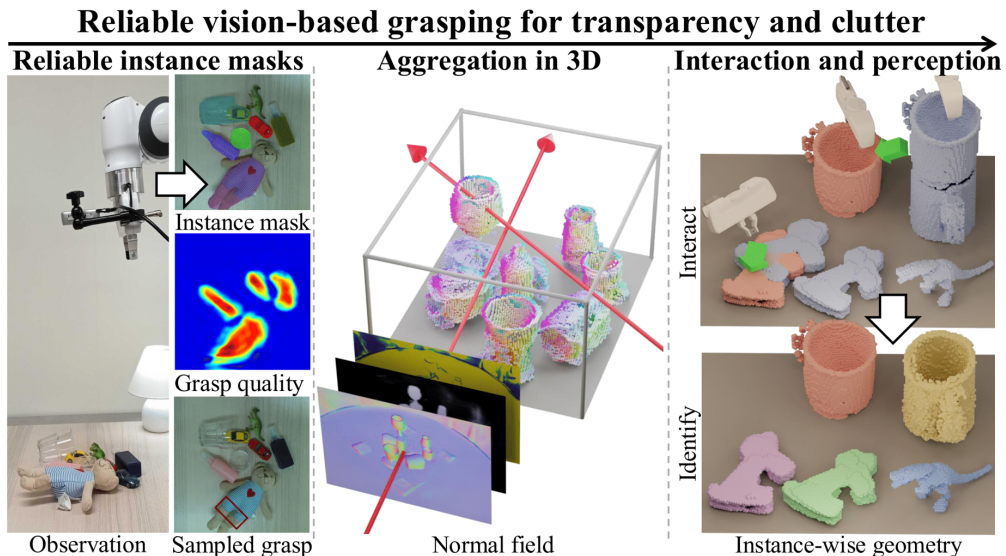 Reliable vision-based grasping for transparency and clutter
Reliable instance masks
Aggregation in 3D
Interaction and perception
Instance mask
Grasp quality
Observation
Sampled grasp
Normal field
Interact
Identify
Instance-wise geometry